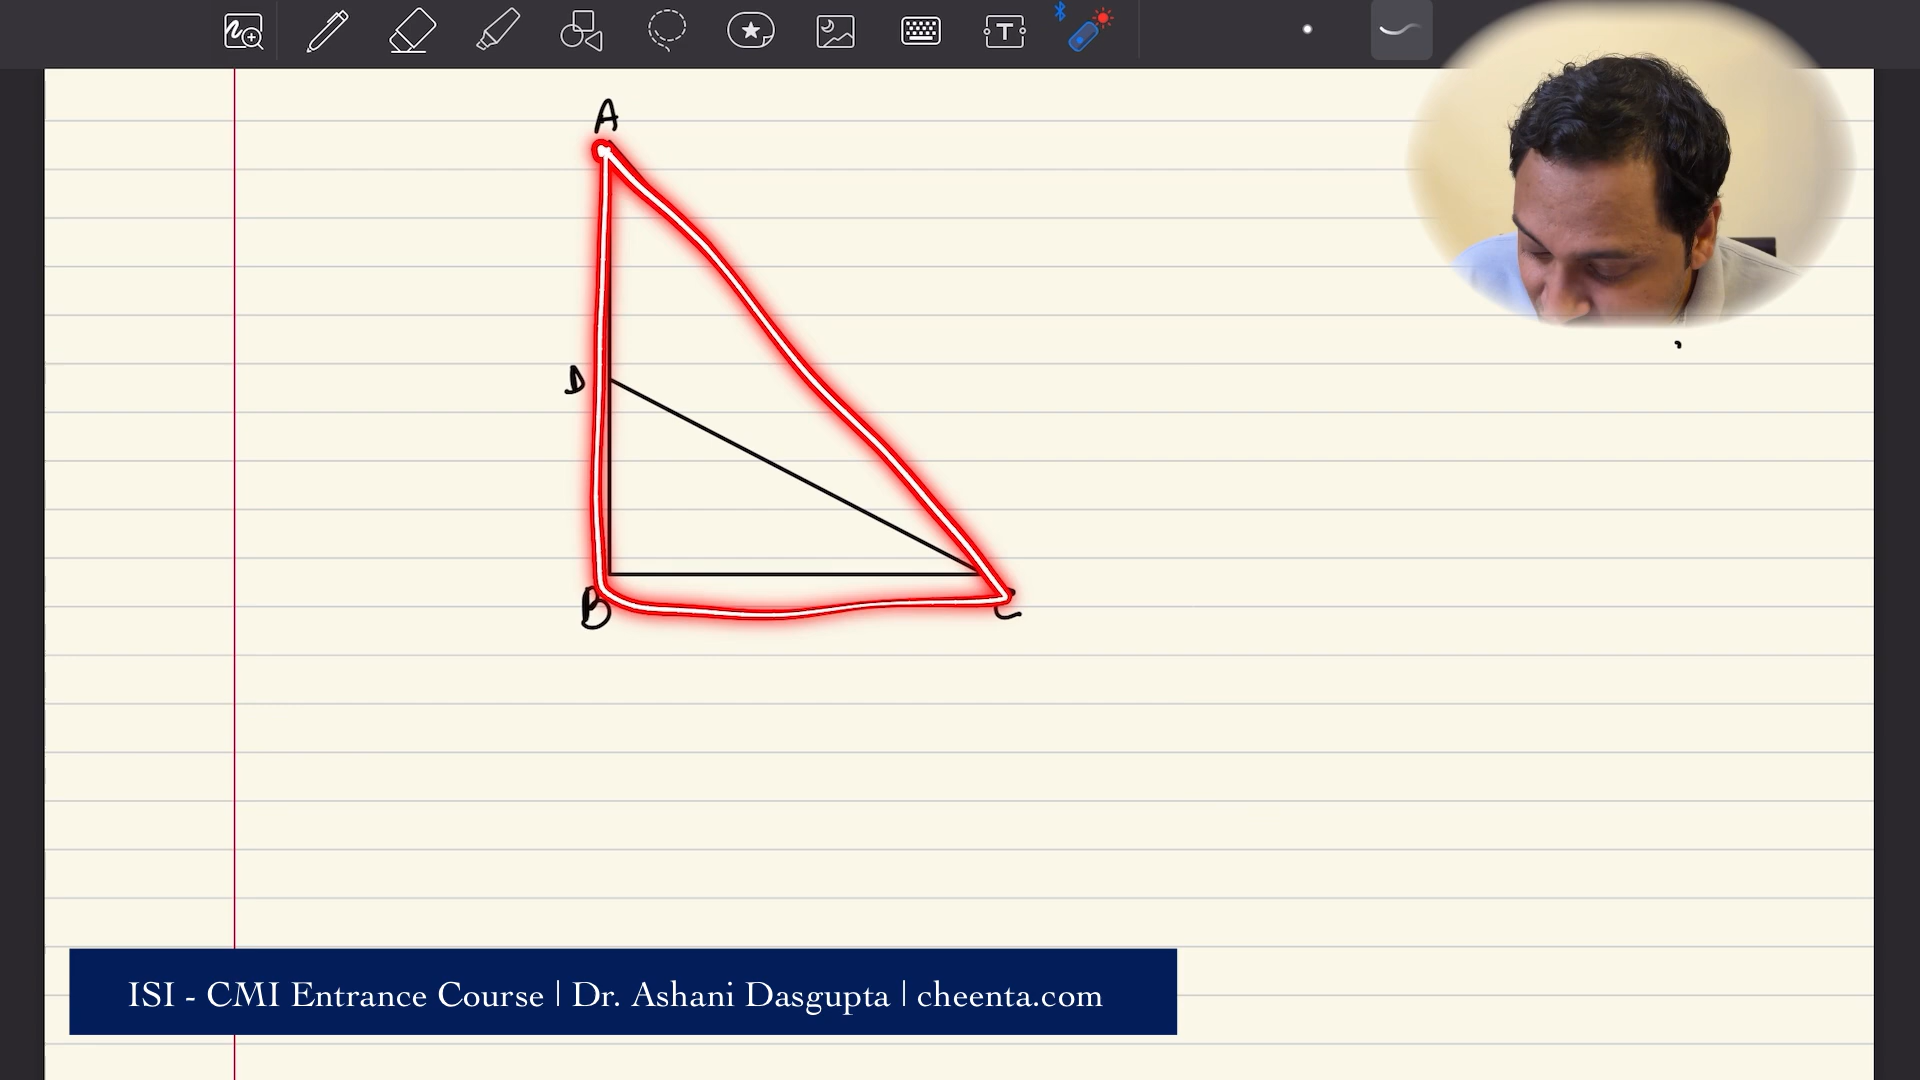 T
A
D
B
C
ISI - CMI Entrance Course | Dr. Ashani Dasgupta | cheenta.com